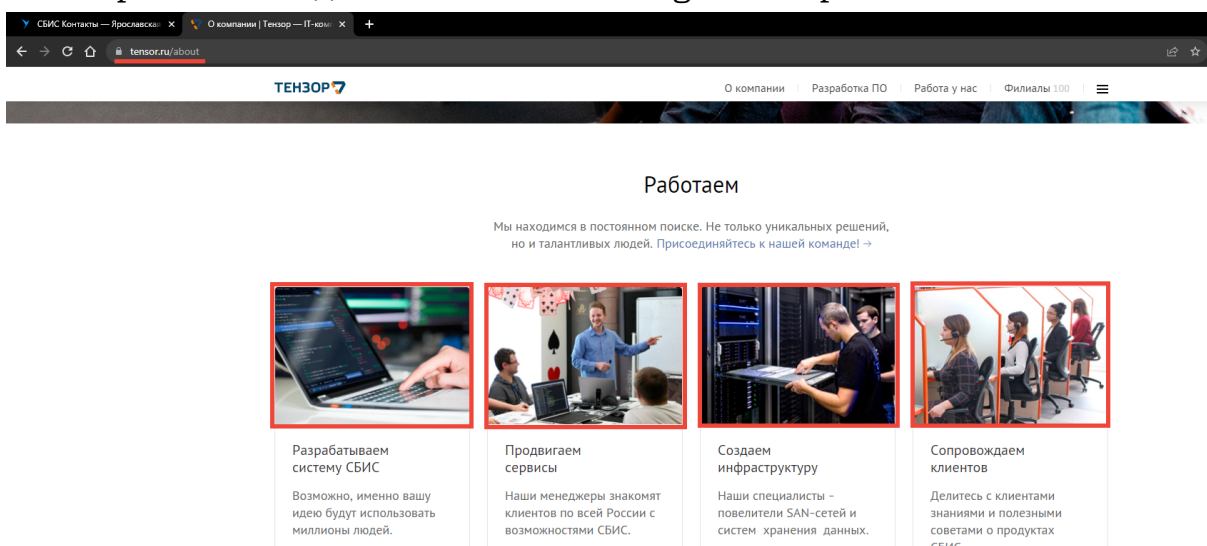 СБИС Контакты — Ярославская
О компании | Тензор — IT-комп
tensor.ru/about
ТЕНЗОР
О компании
Разработка ПО
Работа у нас
Филиалы 100
Работаем
Мы находимся в постоянном поиске. Не только уникальных решений,
но и талантливых людей. Присоединяйтесь к нашей команде! →
Разрабатываем
систему СБИС
Возможно, именно вашу
идею будут использовать
миллионы людей.
Продвигаем
сервисы
Наши менеджеры знакомят
клиентов по всей России с
возможностями СБИС.
Создаем
инфраструктуру
Наши специалисты -
повелители SAN-сетей и
систем хранения данных.
Сопровождаем
клиентов
Делитесь с клиентами
знаниями и полезными
советами о продуктах
СБИС